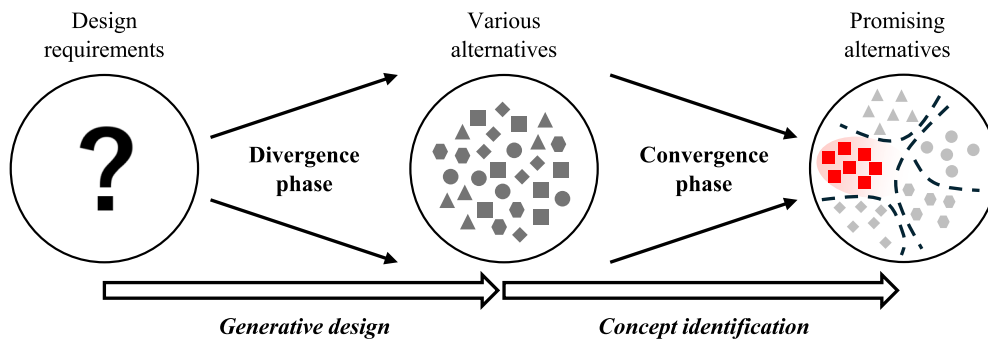 Design
requirements
Various
alternatives
Promising
alternatives
?
Divergence
phase
Convergence
phase
Generative design
Concept identification